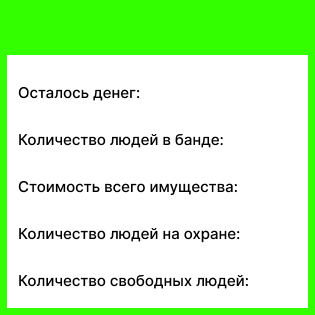 Осталось денег:
Количество людей в банде:
Стоимость всего имущества:
Количество людей на охране:
Количество свободных людей: